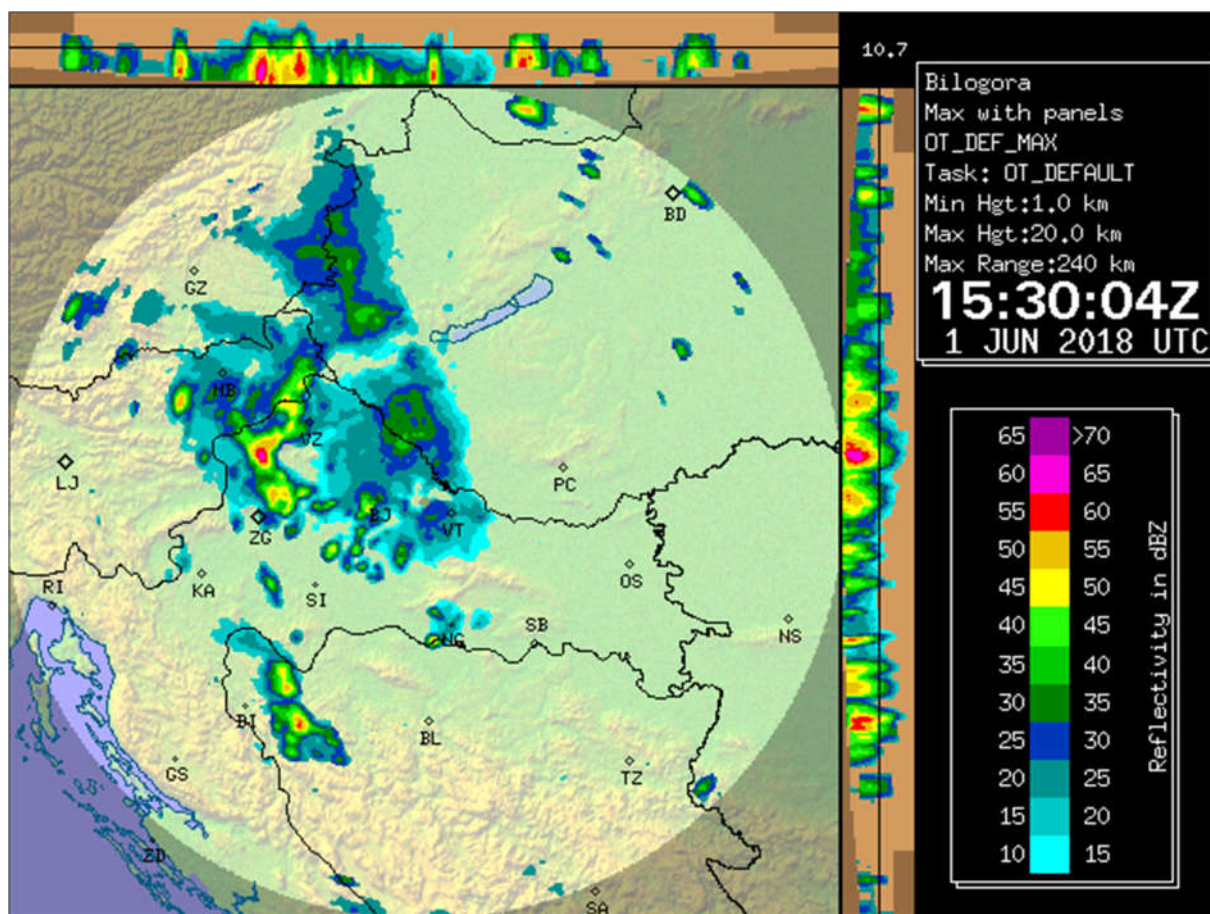 10.7
Bilogora
Max with panels
OT_DEF_MAX
Task: OT_DEFAULT
Min Hgt:1.0 km
Max Hgt:20.0 km
Max Range:240 km
15:30:04Z
1 JUN 2018 UTC
BD
GZ
MB
VZ
LJ
PC
ZG
BJ
VT
KA
SI
OS
RI
NG
SB
NS
BI
BL
GS
TZ
ZD
SA
65 >70
60 65
55 60
50 55
45 50
40 45
35 40
30 35
25 30
20 25
15 20
10 15
Reflectivity in dBZ